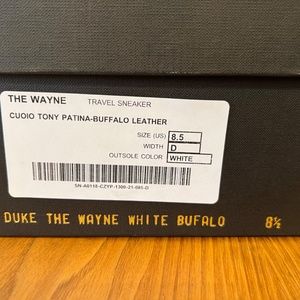 THE WAYNE TRAVEL SNEAKER
CUOIO TONY PATINA-BUFFALO LEATHER
SIZE (US) 8.5
WIDTH D
OUTSOLE COLOR WHITE
SN-A0118-CZYP-1300-21-085-D
DUKE THE WAYNE WHITE BUFALO 8½